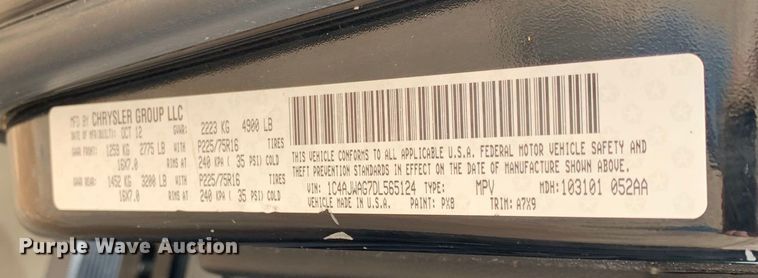 MFD BY CHRYSLER GROUP LLC
DATE OF MFR/BUILT: OCT 12 GVWR: 2223 KG 4900 LB
GAWR FRONT: 1259 KG 2775 LB P225/75R16 TIRES
16X7.0 RIMS AT 240 KPA ( 35 PSI) COLD
GAWR REAR: 1452 KG 3200 LB P225/75R16 TIRES
16X7.0 RIMS AT 240 KPA ( 35 PSI) COLD
THIS VEHICLE CONFORMS TO ALL APPLICABLE U.S.A. FEDERAL MOTOR VEHICLE SAFETY AND
THEFT PREVENTION STANDARDS IN EFFECT ON THE DATE OF MANUFACTURE SHOWN ABOVE.
VIN: 1C4AJWAG7DL565124 TYPE: MPV MDH: 103101 052AA
VEHICLE MADE IN U.S.A. PAINT: PX8 TRIM: A7X9
Purple Wave Auction